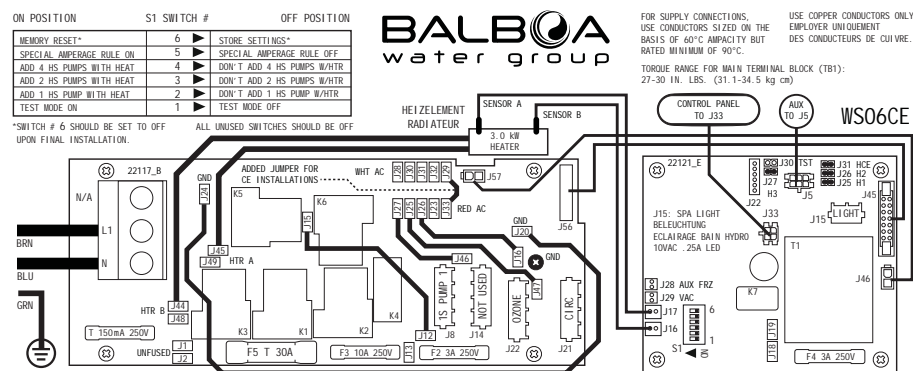 ON POSITION S1 SWITCH # OFF POSITION
MEMORY RESET* 6 STORE SETTINGS*
SPECIAL AMPERAGE RULE ON 5 SPECIAL AMPERAGE RULE OFF
ADD 4 HS PUMPS WITH HEAT 4 DON'T ADD 4 HS PUMPS W/HTR
ADD 2 HS PUMPS WITH HEAT 3 DON'T ADD 2 HS PUMPS W/HTR
ADD 1 HS PUMP WITH HEAT 2 DON'T ADD 1 HS PUMP W/HTR
TEST MODE ON 1 TEST MODE OFF
*SWITCH # 6 SHOULD BE SET TO OFF
UPON FINAL INSTALLATION.
ALL UNUSED SWITCHES SHOULD BE OFF
BALBOA
water group
FOR SUPPLY CONNECTIONS,
USE CONDUCTORS SIZED ON THE
BASIS OF 60°C AMPACITY BUT
RATED MINIMUM OF 90°C.
USE COPPER CONDUCTORS ONLY
EMPLOYER UNIQUEMENT
DES CONDUCTEURS DE CUIVRE.
TORQUE RANGE FOR MAIN TERMINAL BLOCK (TB1):
27-30 IN. LBS. (31.1-34.5 kg cm)
CONTROL PANEL
TO J33
AUX
TO J5
WS06CE
HEIZELEMENT
RADIATEUR
SENSOR A
SENSOR B
3.0 kW
HEATER
22117_B
N/A
L1
N
BRN
BLU
GRN
GND
J24
ADDED JUMPER FOR
CE INSTALLATIONS
WHT AC
J28
J30
J31
J32
J29
J57
RED AC
J27
J25
J26
J23
J33
K5
K6
J15
J45
J49
HTR A
HTR B
J44
J48
K3
K1
K2
K4
T 150mA 250V
UNFUSED
J1
J2
F5 T 30A
F3 10A 250V
J13
F2 3A 250V
J12
J46
1S PUMP 1
J8
NOT USED
J14
OZONE
J22
CIRC
J21
J47
J16
GND
J20
GND
J56
22121_E
J22
J30 TST
J27
H3
J5
J31 HCE
J26 H2
J25 H1
J45
J15: SPA LIGHT
BELEUCHTUNG
ECLAIRAGE BAIN HYDRO
10VAC .25A LED
J33
J15
LIGHT
T1
J46
K7
J28 AUX FRZ
J29 VAC
J17
J16
6
1
S1
ON
J18
J19
F4 3A 250V